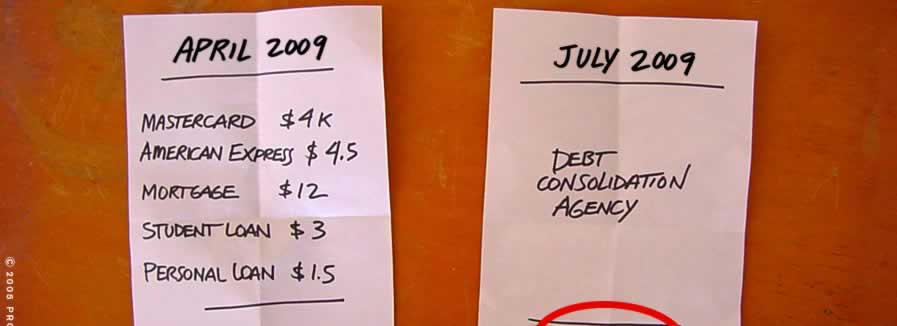 APRIL 2009
MASTERCARD $4K
AMERICAN EXPRESS $4.5
MORTGAGE $12
STUDENT LOAN $3
PERSONAL LOAN $1.5
JULY 2009
DEBT
CONSOLIDATION
AGENCY
© 2005